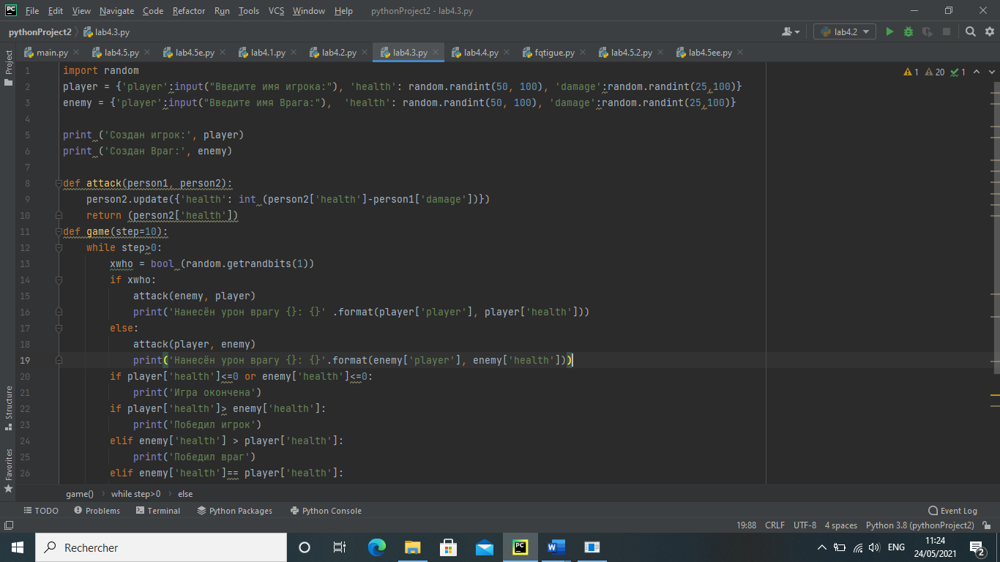 File Edit View Navigate Code Refactor Run Tools VCS Window Help pythonProject2 - lab4.3.py
pythonProject2 lab4.3.py lab4.2
main.py lab4.5.py lab4.5e.py lab4.1.py lab4.2.py lab4.3.py lab4.4.py fqtigue.py lab4.5.2.py lab4.5ee.py
Project
Structure
Favorites
1 20 1
1 import random
2 player = {'player':input("Введите имя игрока:"), 'health': random.randint(50, 100), 'damage':random.randint(25,100)}
3 enemy = {'player':input("Введите имя Врага:"),  'health': random.randint(50, 100), 'damage':random.randint(25,100)}
4
5 print ('Создан игрок:', player)
6 print ('Создан Враг:', enemy)
7
8 def attack(person1, person2):
9     person2.update({'health': int (person2['health']-person1['damage'])})
10     return (person2['health'])
11 def game(step=10):
12     while step>0:
13         xwho = bool (random.getrandbits(1))
14         if xwho:
15             attack(enemy, player)
16             print('Нанесён урон врагу {}: {}' .format(player['player'], player['health']))
17         else:
18             attack(player, enemy)
19             print('Нанесён урон врагу {}: {}'.format(enemy['player'], enemy['health']))
20         if player['health']<=0 or enemy['health']<=0:
21             print('Игра окончена')
22         if player['health']> enemy['health']:
23             print('Победил игрок')
24         elif enemy['health'] > player['health']:
25             print('Победил враг')
26         elif enemy['health']== player['health']:
game() while step>0 else
TODO Problems Terminal Python Packages Python Console Event Log
19:88 CRLF UTF-8 4 spaces Python 3.8 (pythonProject2)
Rechercher ENG 11:24
24/05/2021 2